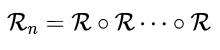 ℛₙ = ℛ ∘ ℛ ⋯ ∘ ℛ